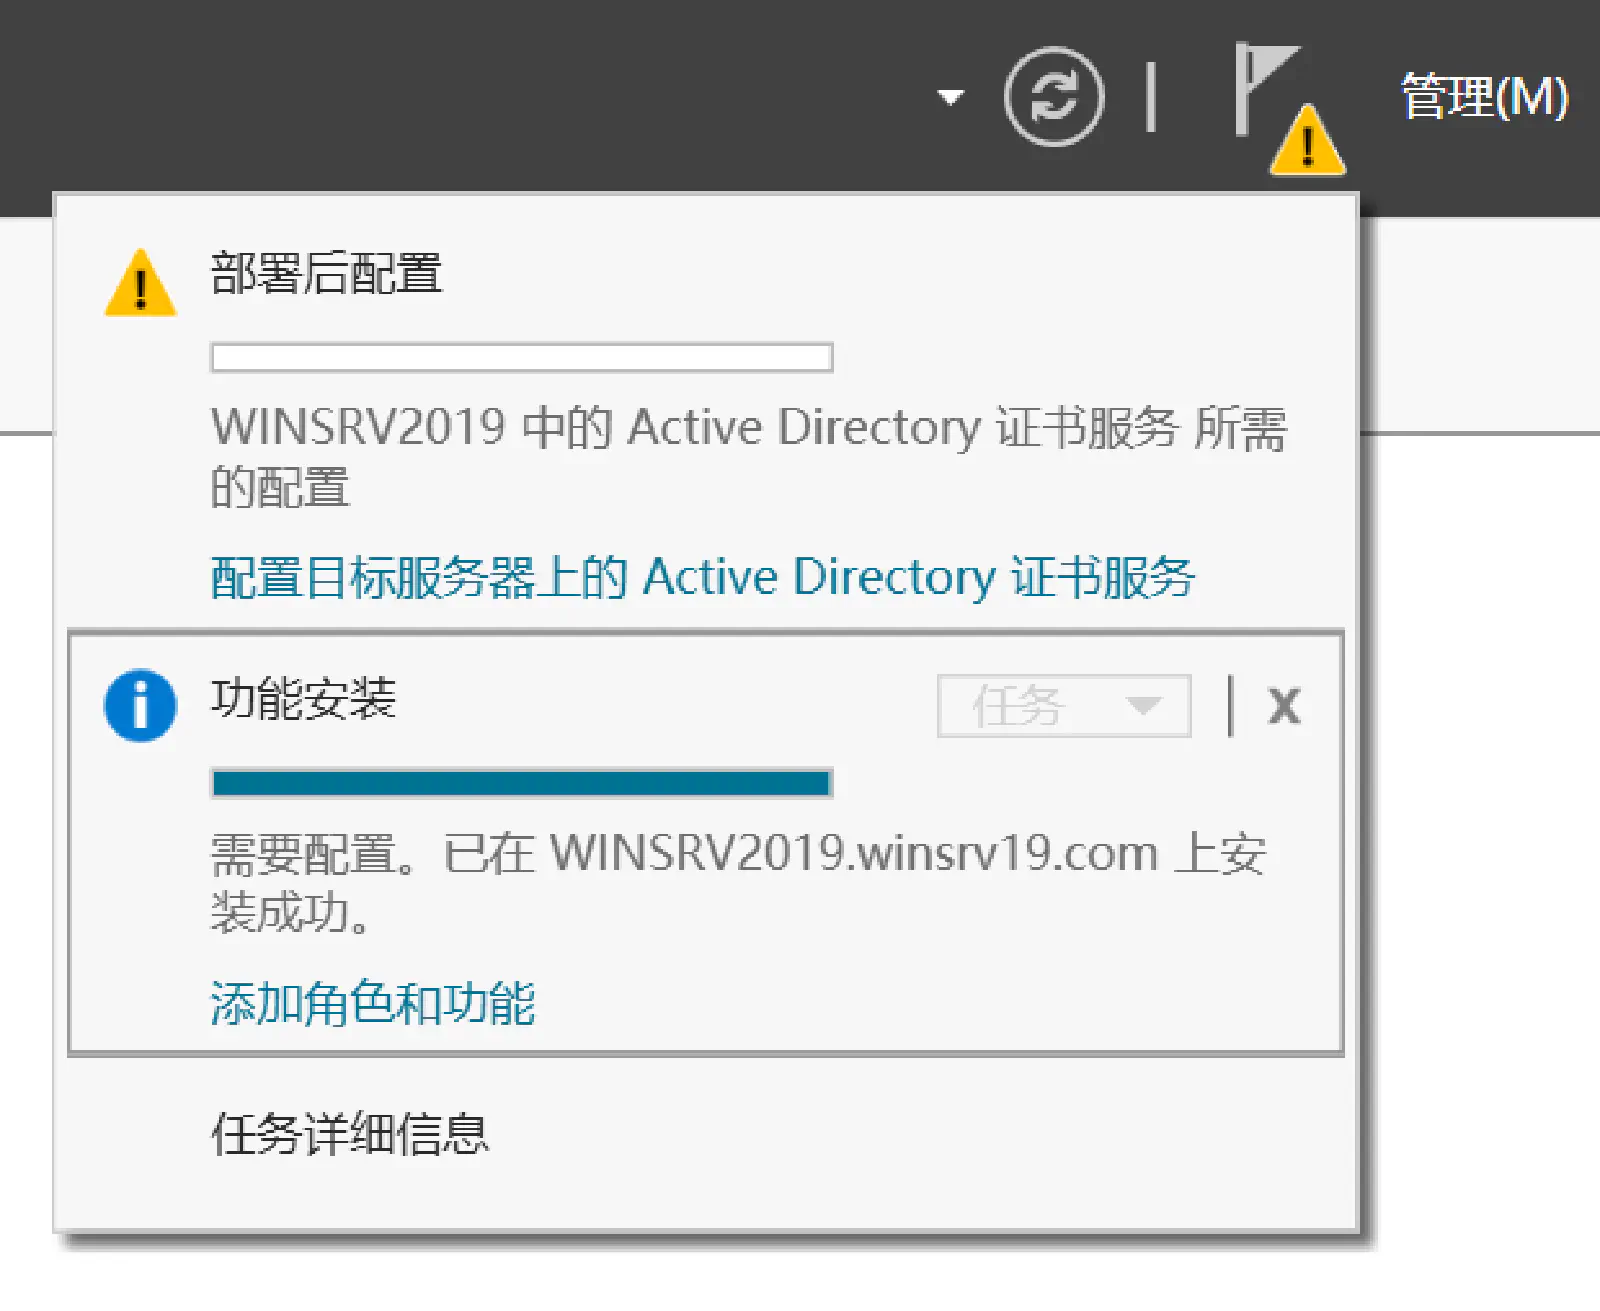 管理(M)
部署后配置
WINSRV2019 中的 Active Directory 证书服务 所需
的配置
配置目标服务器上的 Active Directory 证书服务
功能安装
任务
X
需要配置。已在 WINSRV2019.winsrv19.com 上安
装成功。
添加角色和功能
任务详细信息